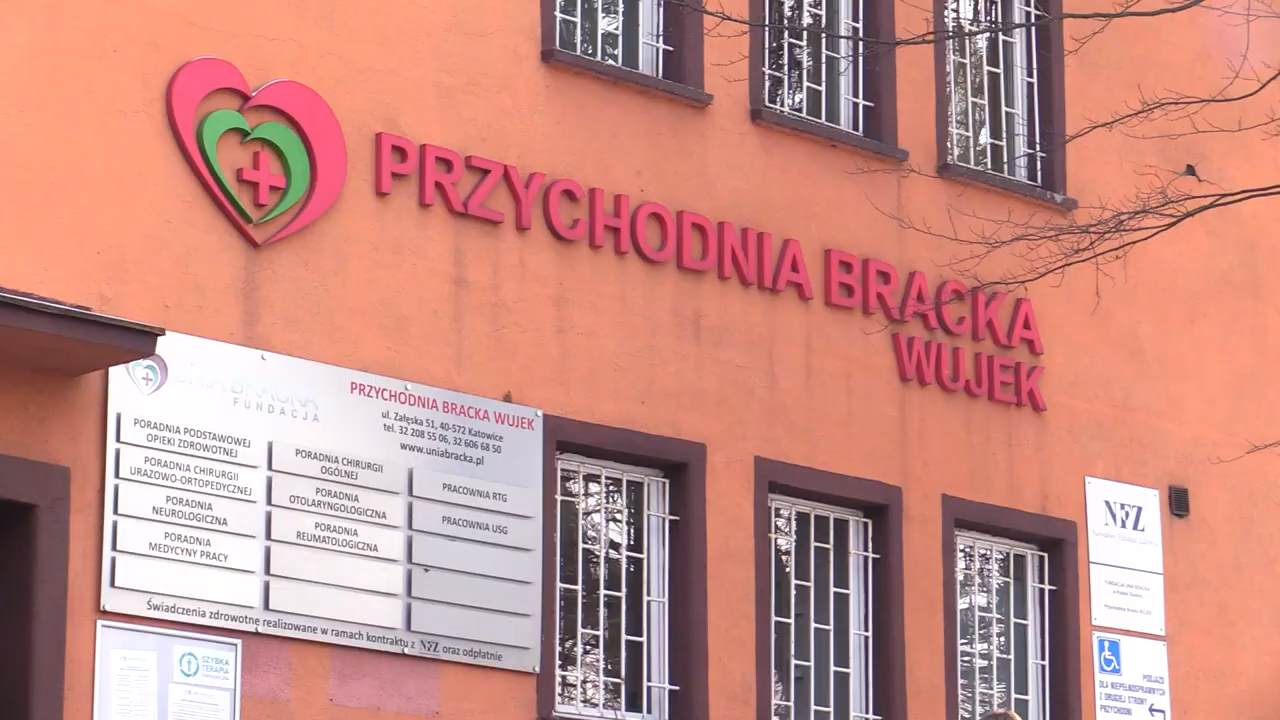 PRZYCHODNIA BRACKA
WUJEK
FUNDACJA
PRZYCHODNIA BRACKA WUJEK
ul. Załęska 51, 40-572 Katowice
tel. 32 208 55 06, 32 606 68 50
www.uniabracka.pl
PORADNIA PODSTAWOWEJ
OPIEKI ZDROWOTNEJ
PORADNIA CHIRURGII
URAZOWO-ORTOPEDYCZNEJ
PORADNIA
NEUROLOGICZNA
PORADNIA
MEDYCYNY PRACY
PORADNIA CHIRURGII
OGÓLNEJ
PORADNIA
OTOLARYNGOLOGICZNA
PORADNIA
REUMATOLOGICZNA
PRACOWNIA RTG
PRACOWNIA USG
Świadczenia zdrowotnę realizowane w ramach kontraktu z NFZ oraz odpłatnie
SZYBKA
TERAPIA
NFZ
PODJAZD
DLA NIEPEŁNOSPRAWNYCH
Z DRUGIEJ STRONY
PRZYCHODNI